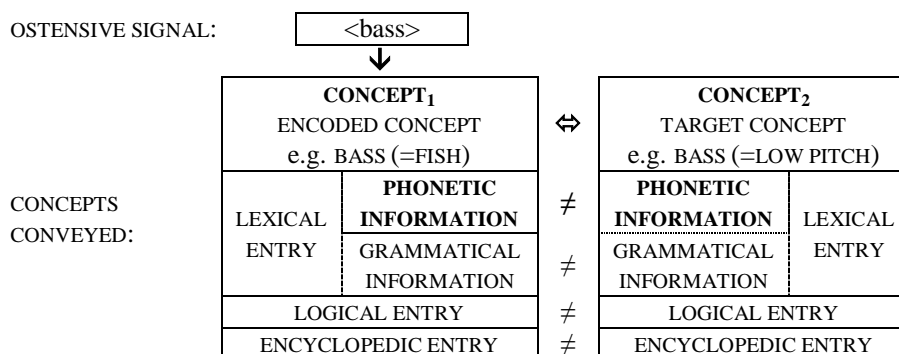 OSTENSIVE SIGNAL: <bass>
🡻
CONCEPT₁ CONCEPT₂
ENCODED CONCEPT ⇔ TARGET CONCEPT
e.g. BASS (=FISH) e.g. BASS (=LOW PITCH)
PHONETIC PHONETIC
CONCEPTS LEXICAL INFORMATION ≠ INFORMATION LEXICAL
CONVEYED: ENTRY GRAMMATICAL ≠ GRAMMATICAL ENTRY
INFORMATION INFORMATION
LOGICAL ENTRY ≠ LOGICAL ENTRY
ENCYCLOPEDIC ENTRY ≠ ENCYCLOPEDIC ENTRY